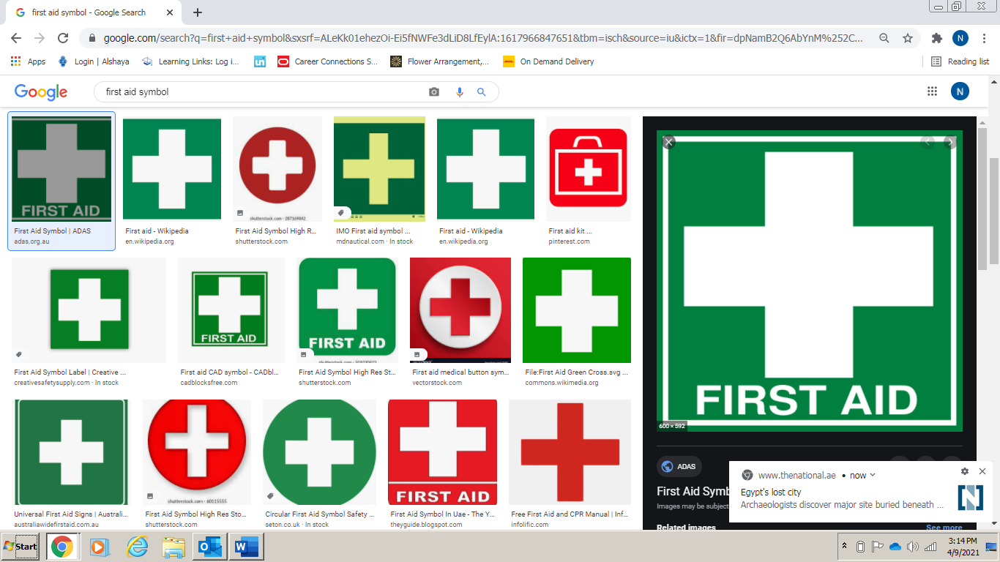 first aid symbol - Google Search
google.com/search?q=first+aid+symbol&sxsrf=ALeKk01ehezOi-Ei5fNWFe3dLiD8LfEylA:1617966847651&tbm=isch&source=iu&ictx=1&fir=dpNamB2Q6AbYnM%252C...
N
Apps
Login | Alshaya
Learning Links: Log i...
Career Connections S...
Flower Arrangement,...
On Demand Delivery
Reading list
Google
first aid symbol
N
FIRST AID
First Aid Symbol | ADAS
adas.org.au
First aid - Wikipedia
en.wikipedia.org
shutterstock.com · 287169842
First Aid Symbol High R...
shutterstock.com
IMO First aid symbol ...
mdnautical.com · In stock
First aid - Wikipedia
en.wikipedia.org
First aid kit ...
pinterest.com
First Aid Symbol Label | Creative ...
creativesafetysupply.com · In stock
FIRST AID
First aid CAD symbol - CADbl...
cadblocksfree.com
FIRST AID
First Aid Symbol High Res St...
shutterstock.com
First aid medical button sym...
vectorstock.com
File:First Aid Green Cross.svg ...
commons.wikimedia.org
Universal First Aid Signs | Australi...
australiawidefirstaid.com.au
shutterstock.com · 60115555
First Aid Symbol High Res Sto...
shutterstock.com
Circular First Aid Symbol Safety ...
seton.co.uk · In stock
FIRST AID
First Aid Symbol In Uae - The Y...
theyguide.blogspot.com
Free First Aid and CPR Manual | Inf...
infolific.com
FIRST AID
600 × 592
ADAS
First Aid Symb
Images may be subject
Related images
See more
www.thenational.ae • now
Egypt's lost city
Archaeologists discover major site buried beneath ...
N
Start
3:14 PM
4/9/2021